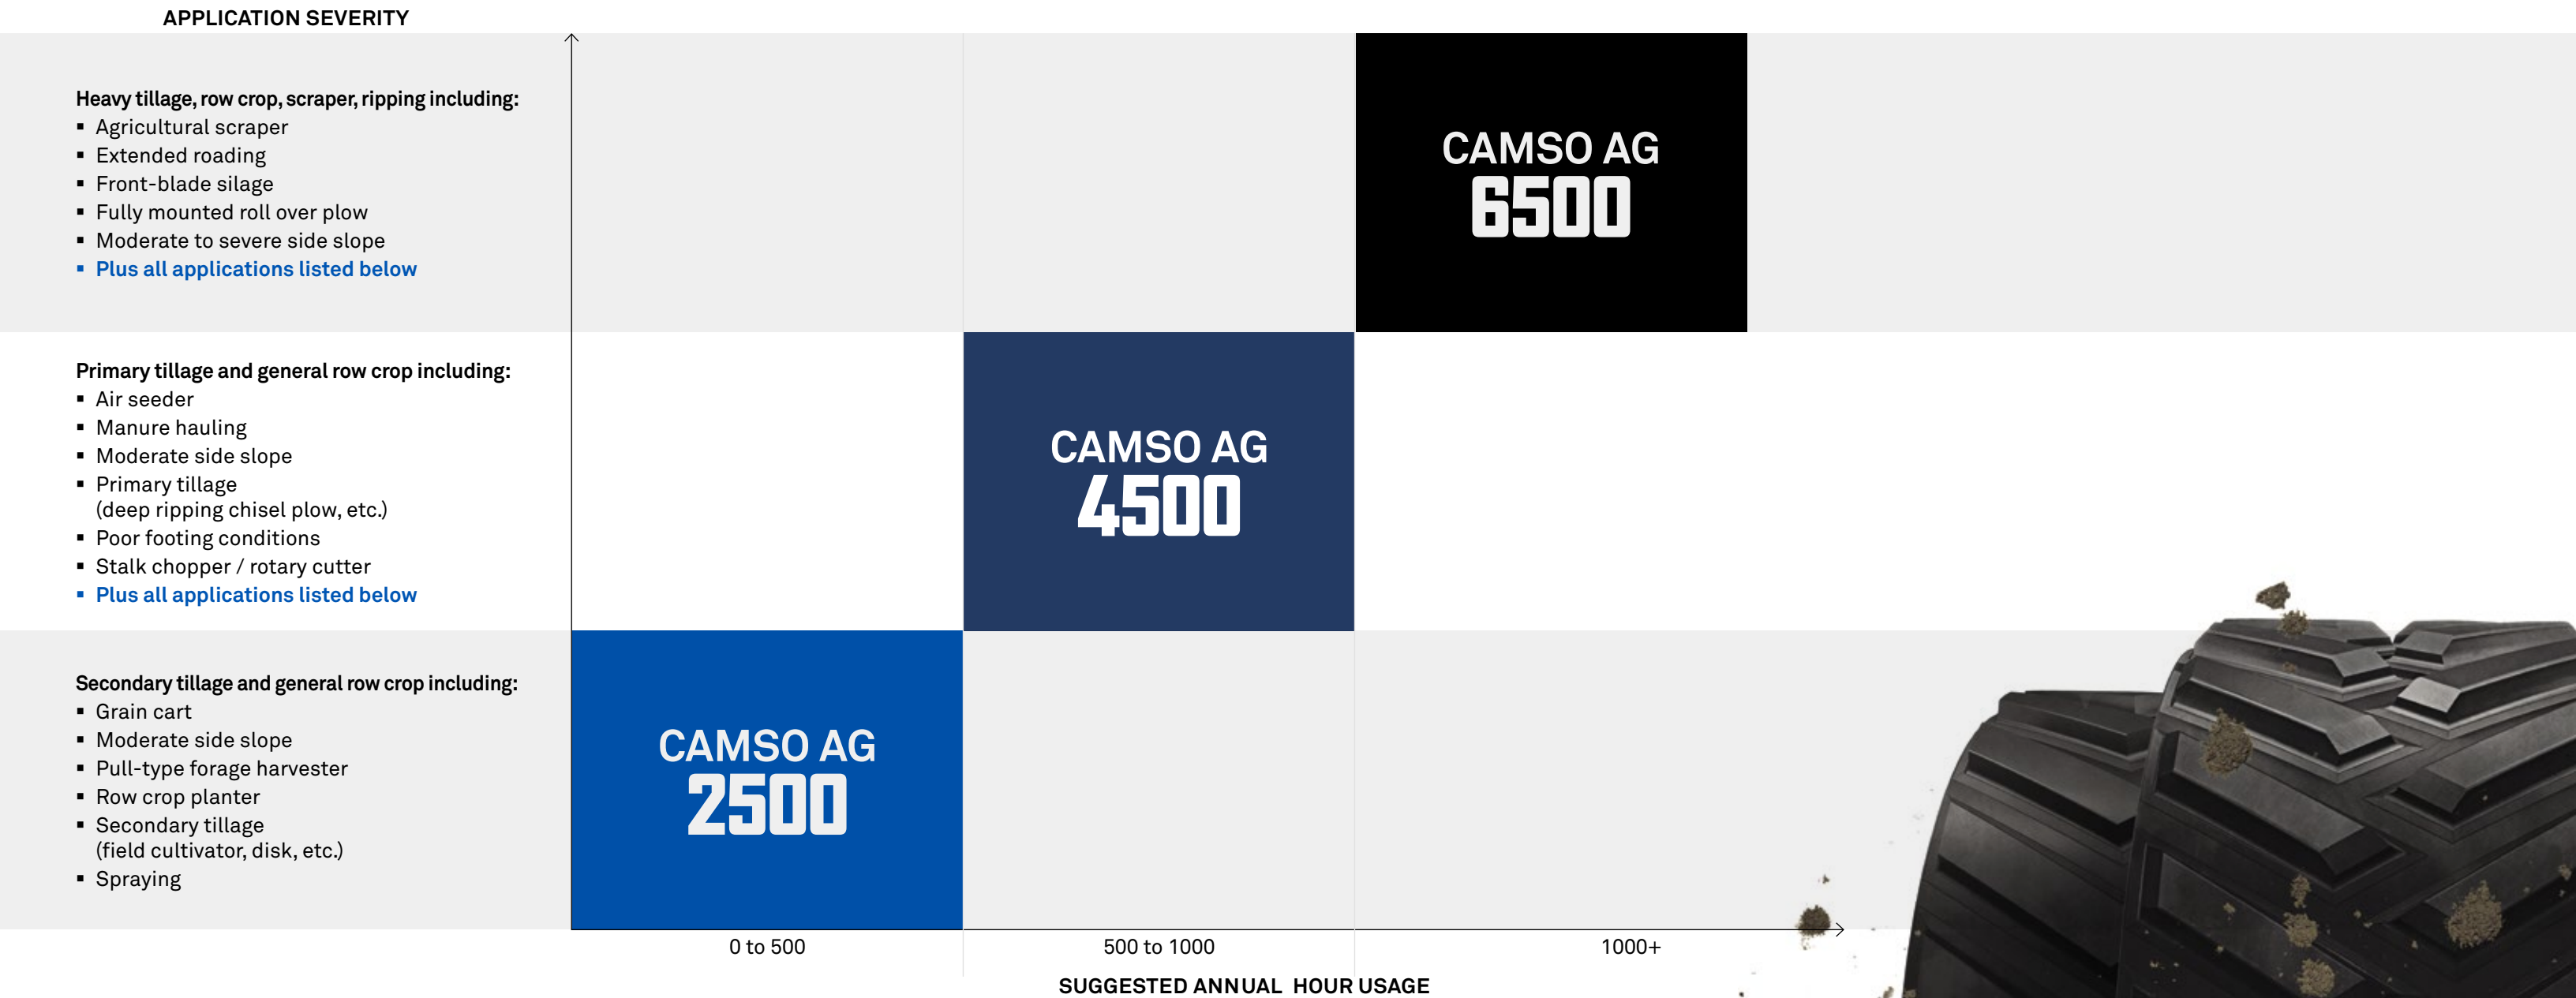 APPLICATION SEVERITY
Heavy tillage, row crop, scraper, ripping including:
▪ Agricultural scraper
▪ Extended roading
▪ Front-blade silage
▪ Fully mounted roll over plow
▪ Moderate to severe side slope
▪ Plus all applications listed below
CAMSO AG
6500
Primary tillage and general row crop including:
▪ Air seeder
▪ Manure hauling
▪ Moderate side slope
▪ Primary tillage
(deep ripping chisel plow, etc.)
▪ Poor footing conditions
▪ Stalk chopper / rotary cutter
▪ Plus all applications listed below
CAMSO AG
4500
Secondary tillage and general row crop including:
▪ Grain cart
▪ Moderate side slope
▪ Pull-type forage harvester
▪ Row crop planter
▪ Secondary tillage
(field cultivator, disk, etc.)
▪ Spraying
CAMSO AG
2500
0 to 500
500 to 1000
1000+
SUGGESTED ANNUAL HOUR USAGE